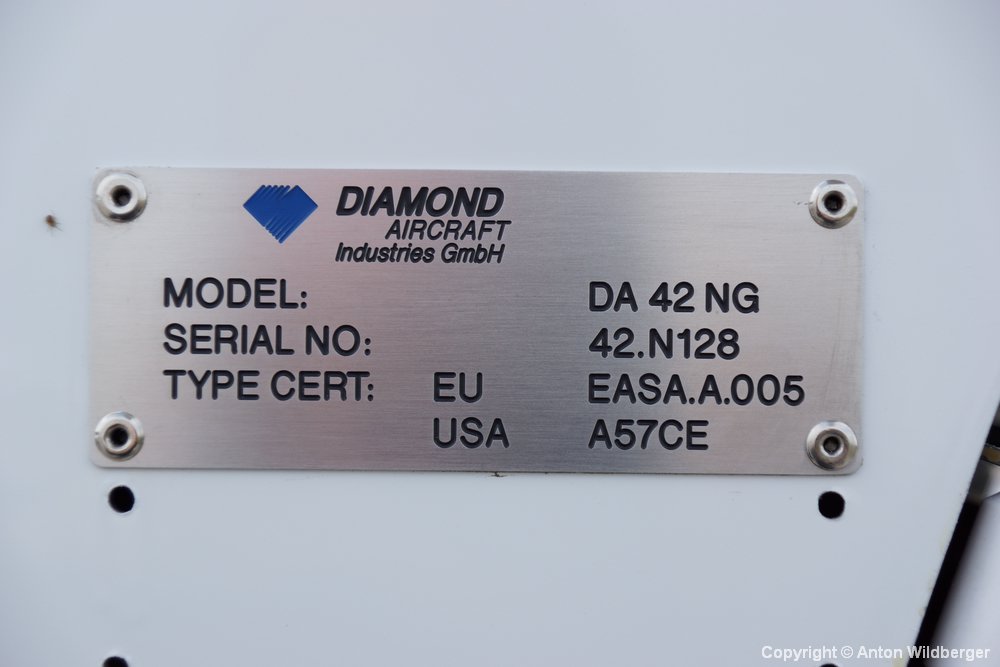 DIAMOND
AIRCRAFT
Industries GmbH
MODEL: DA 42 NG
SERIAL NO: 42.N128
TYPE CERT: EU EASA.A.005
USA A57CE
Copyright © Anton Wildberger